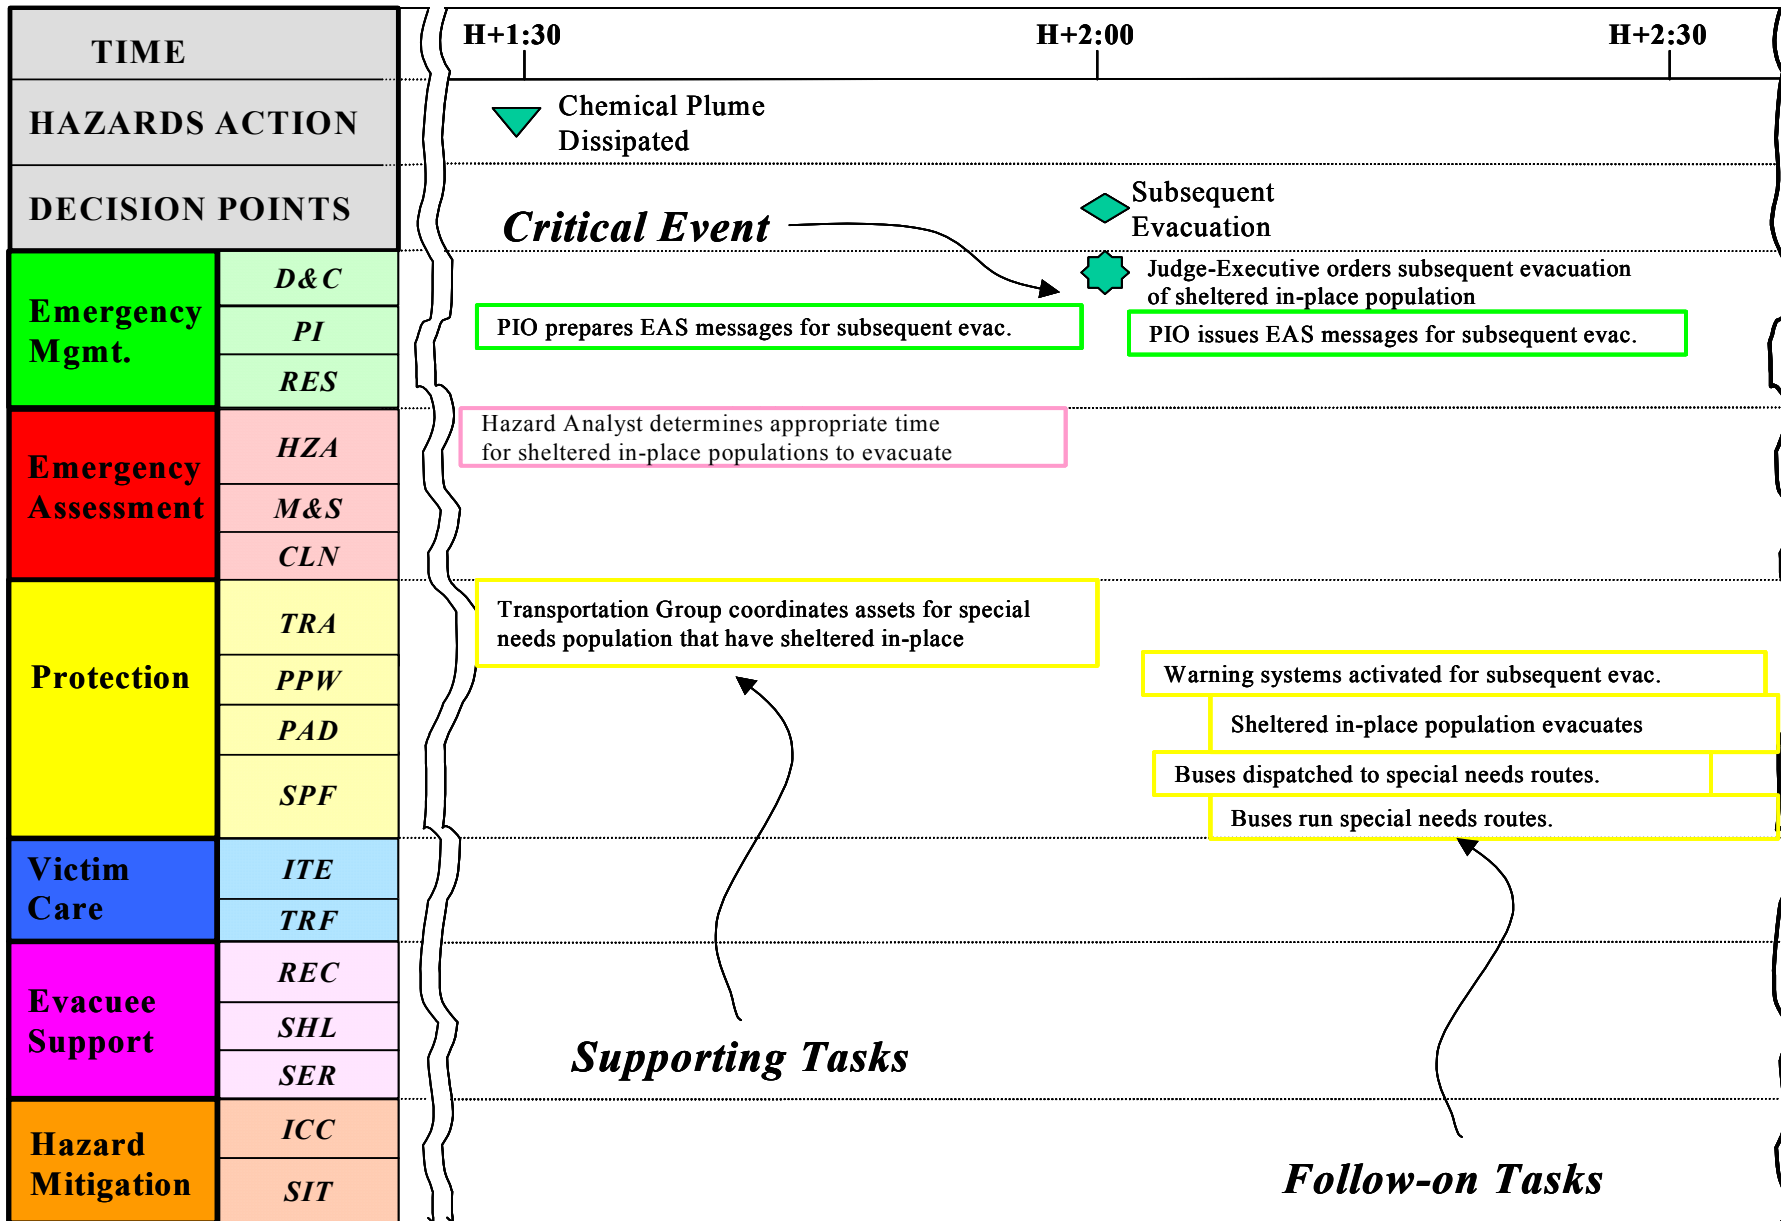 TIME
H+1:30
H+2:00
H+2:30
HAZARDS ACTION
Chemical Plume
Dissipated
DECISION POINTS
Subsequent
Evacuation
Critical Event
Emergency
Mgmt.
D&C
Judge-Executive orders subsequent evacuation
of sheltered in-place population
PI
PIO prepares EAS messages for subsequent evac.
PIO issues EAS messages for subsequent evac.
RES
Emergency
Assessment
HZA
Hazard Analyst determines appropriate time
for sheltered in-place populations to evacuate
M&S
CLN
Protection
TRA
Transportation Group coordinates assets for special
needs population that have sheltered in-place
PPW
Warning systems activated for subsequent evac.
PAD
Sheltered in-place population evacuates
SPF
Buses dispatched to special needs routes.
Buses run special needs routes.
Victim
Care
ITE
TRF
Evacuee
Support
REC
SHL
SER
Supporting Tasks
Hazard
Mitigation
ICC
SIT
Follow-on Tasks